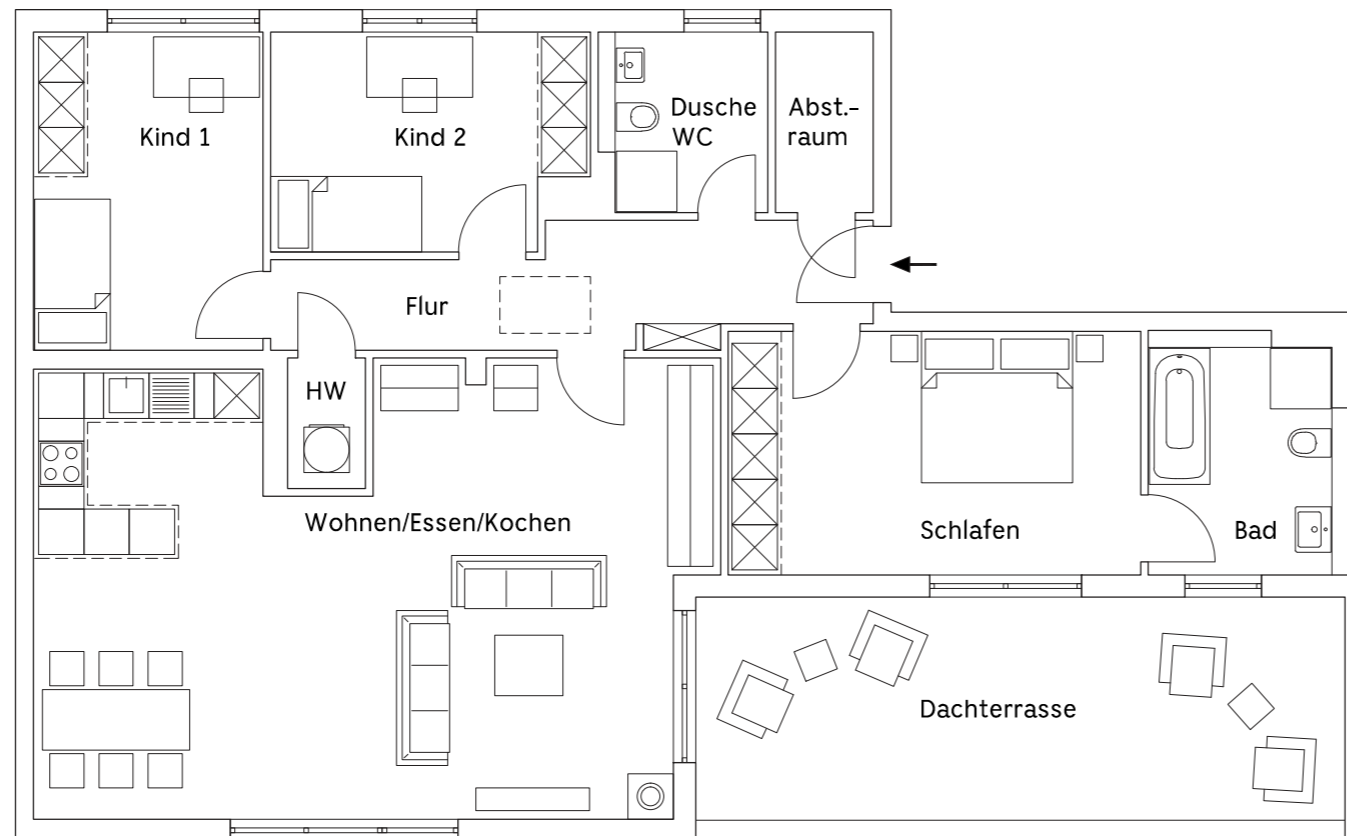 Kind 1
Kind 2
Dusche
WC
Abst.-
raum
Flur
HW
Wohnen/Essen/Kochen
Schlafen
Bad
Dachterrasse